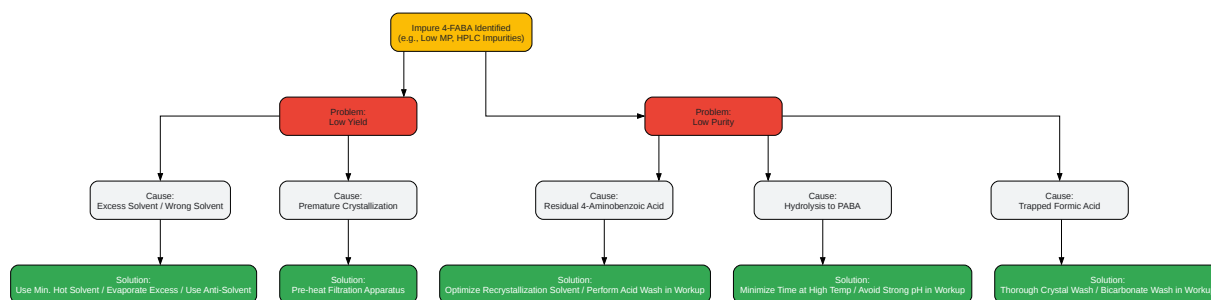 Impure 4-FABA Identified
(e.g., Low MP, HPLC Impurities)
Problem:
Low Yield
Problem:
Low Purity
Cause:
Excess Solvent / Wrong Solvent
Cause:
Premature Crystallization
Cause:
Residual 4-Aminobenzoic Acid
Cause:
Hydrolysis to PABA
Cause:
Trapped Formic Acid
Solution:
Use Min. Hot Solvent / Evaporate Excess / Use Anti-Solvent
Solution:
Pre-heat Filtration Apparatus
Solution:
Optimize Recrystallization Solvent / Perform Acid Wash in Workup
Solution:
Minimize Time at High Temp / Avoid Strong pH in Workup
Solution:
Thorough Crystal Wash / Bicarbonate Wash in Workup